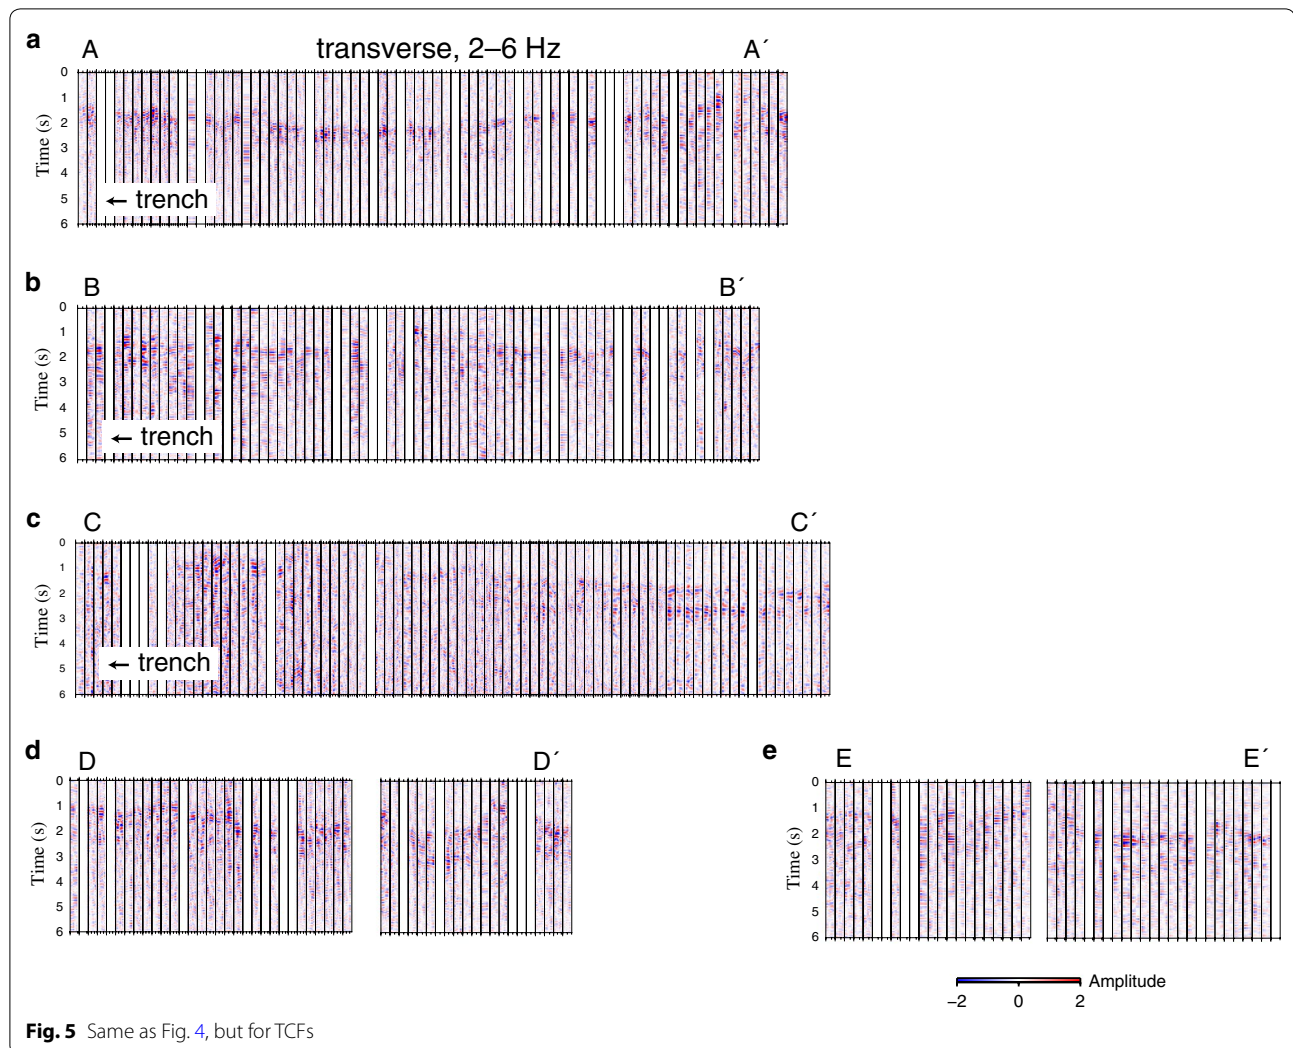 a
A transverse, 2–6 Hz A´
0
1
2
3
4
5
6
Time (s)
← trench
b
B B´
0
1
2
3
4
5
6
Time (s)
← trench
c
C C´
0
1
2
3
4
5
6
Time (s)
← trench
d
D D´
0
1
2
3
4
5
6
Time (s)
e
E E´
0
1
2
3
4
5
6
Time (s)
Amplitude
−2 0 2
Fig. 5 Same as Fig. 4, but for TCFs